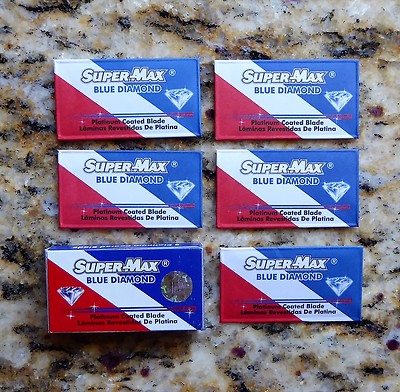 SUPER-MAX®
BLUE DIAMOND
Platinum Coated Blade
Láminas Revestidas De Platina
SUPER-MAX®
BLUE DIAMOND
Platinum Coated Blade
Láminas Revestidas De Platina
SUPER-MAX®
BLUE DIAMOND
Platinum Coated Blade
Láminas Revestidas De Platina
SUPER-MAX®
BLUE DIAMOND
Platinum Coated Blade
Láminas Revestidas De Platina
SUPER-MAX®
BLUE DIAMOND
Platinum Coated Blade
Láminas Revestidas De Platina
SUPER-MAX®
BLUE DIAMOND
Platinum Coated Blade
Láminas Revestidas De Platina